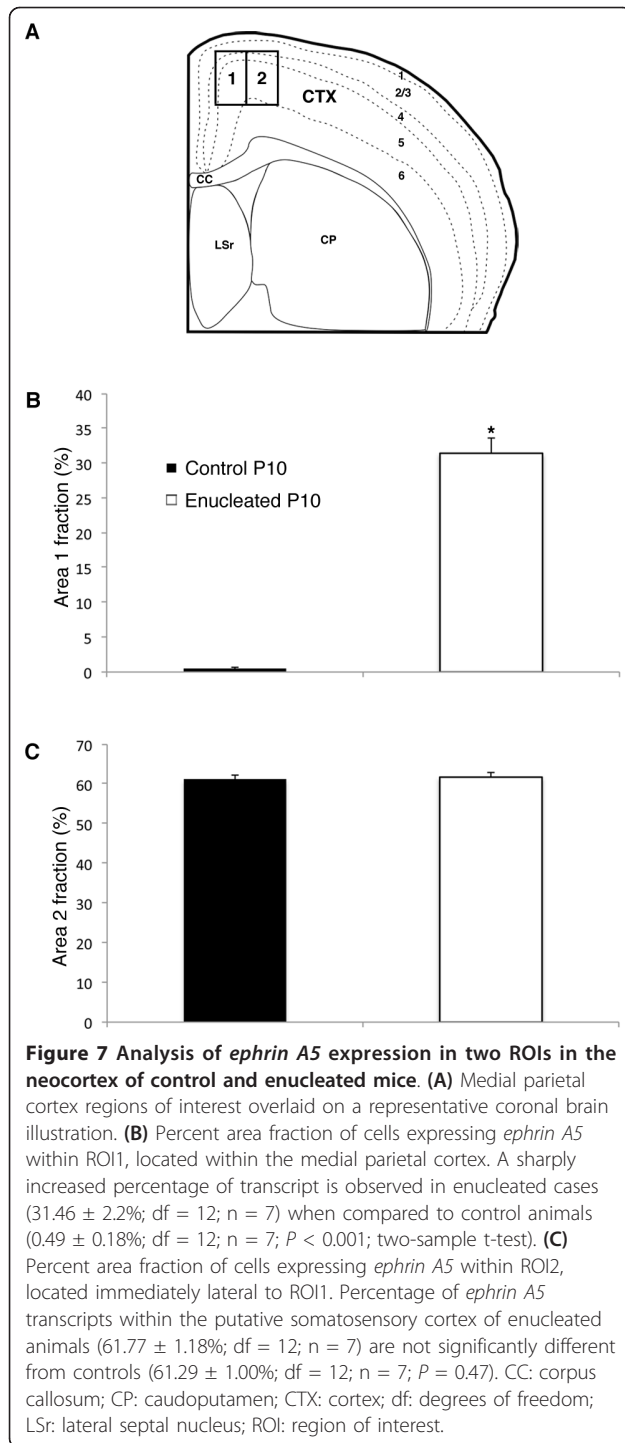 A
1 2
CTX
1
2/3
4
5
6
CC
LSr
CP
B
Area 1 fraction (%)
40
35
30
25
20
15
10
5
0
*
■ Control P10
□ Enucleated P10
C
Area 2 fraction (%)
70
60
50
40
30
20
10
0
Figure 7 Analysis of ephrin A5 expression in two ROIs in the
neocortex of control and enucleated mice. (A) Medial parietal
cortex regions of interest overlaid on a representative coronal brain
illustration. (B) Percent area fraction of cells expressing ephrin A5
within ROI1, located within the medial parietal cortex. A sharply
increased percentage of transcript is observed in enucleated cases
(31.46 ± 2.2%; df = 12; n = 7) when compared to control animals
(0.49 ± 0.18%; df = 12; n = 7; P < 0.001; two-sample t-test). (C)
Percent area fraction of cells expressing ephrin A5 within ROI2,
located immediately lateral to ROI1. Percentage of ephrin A5
transcripts within the putative somatosensory cortex of enucleated
animals (61.77 ± 1.18%; df = 12; n = 7) are not significantly different
from controls (61.29 ± 1.00%; df = 12; n = 7; P = 0.47). CC: corpus
callosum; CP: caudoputamen; CTX: cortex; df: degrees of freedom;
LSr: lateral septal nucleus; ROI: region of interest.